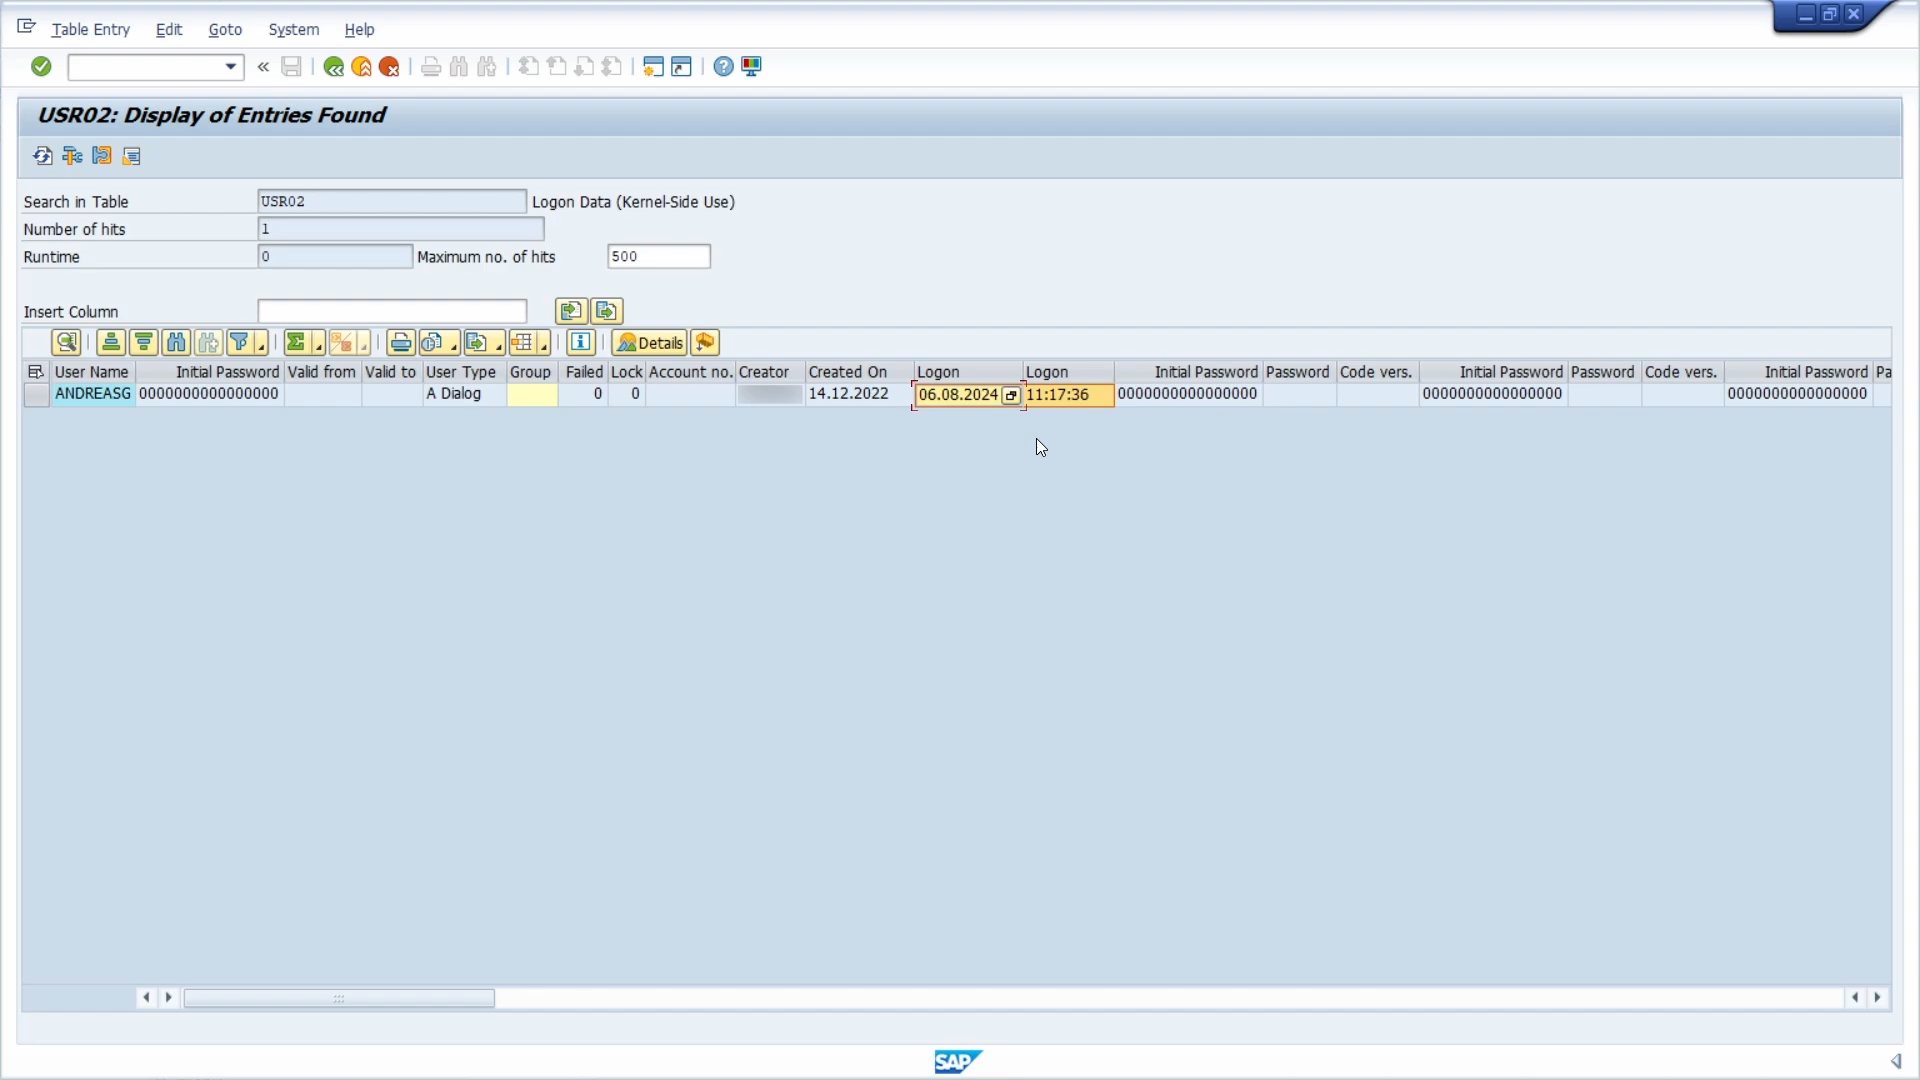 Table Entry Edit Goto System Help
USR02: Display of Entries Found
Search in Table USR02 Logon Data (Kernel-Side Use)
Number of hits 1
Runtime 0 Maximum no. of hits 500
Insert Column
Details
User Name Initial Password Valid from Valid to User Type Group Failed Lock Account no. Creator Created On Logon Logon Initial Password Password Code vers. Initial Password Password Code vers. Initial Password Pa
ANDREASG 0000000000000000 A Dialog 0 0 14.12.2022 06.08.2024 11:17:36 0000000000000000 0000000000000000 0000000000000000
SAP